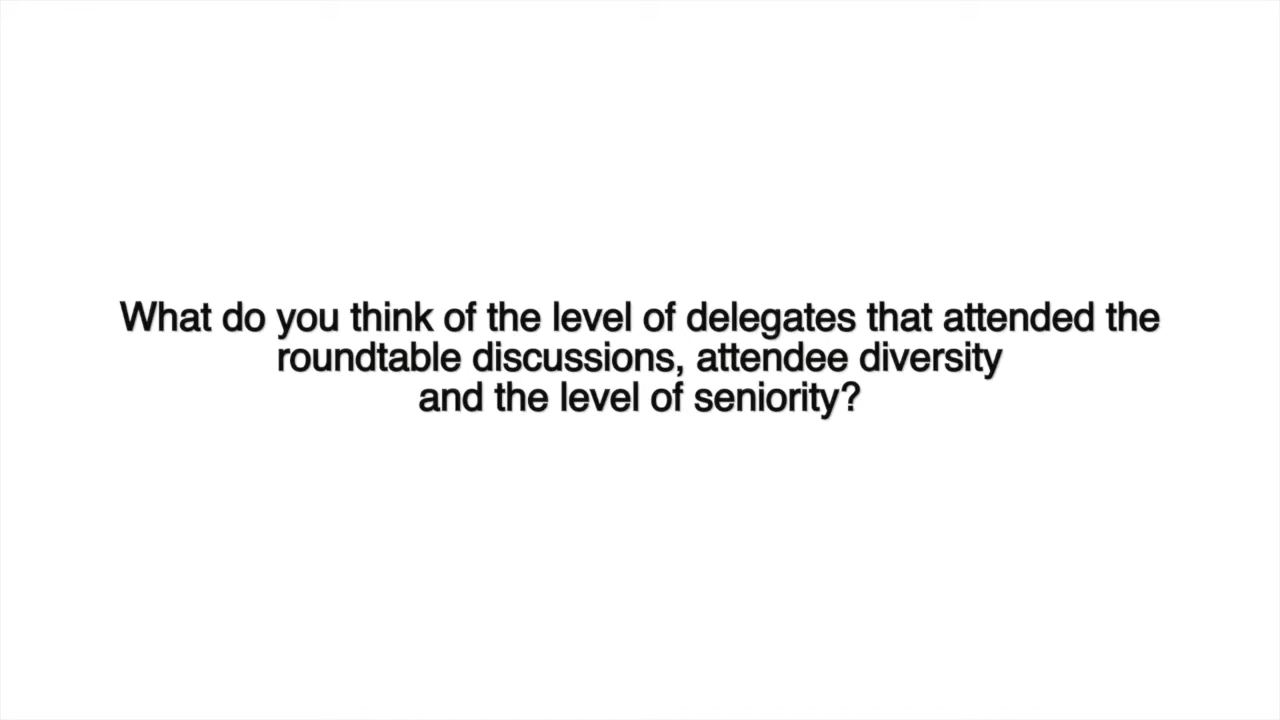 What do you think of the level of delegates that attended the
roundtable discussions, attendee diversity
and the level of seniority?